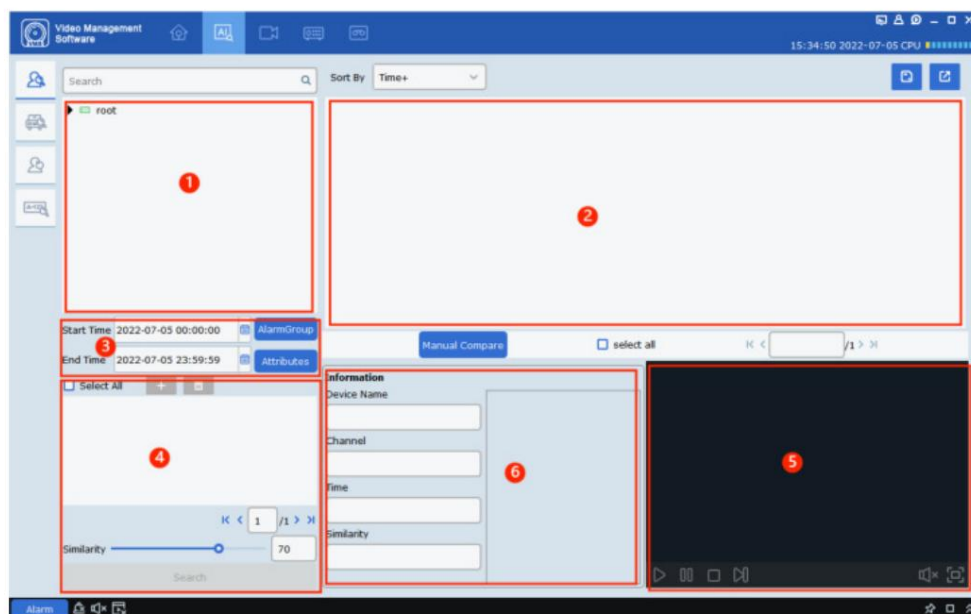 Video Management
Software
AI
15:34:50 2022-07-05 CPU
Search
Sort By Time+
root
1
2
Start Time 2022-07-05 00:00:00 AlarmGroup
3
End Time 2022-07-05 23:59:59 Attributes
Manual Compare
select all
/1
Select All
4
1 /1
Similarity 70
Search
Information
Device Name
Channel
Time
Similarity
6
5
Alarm